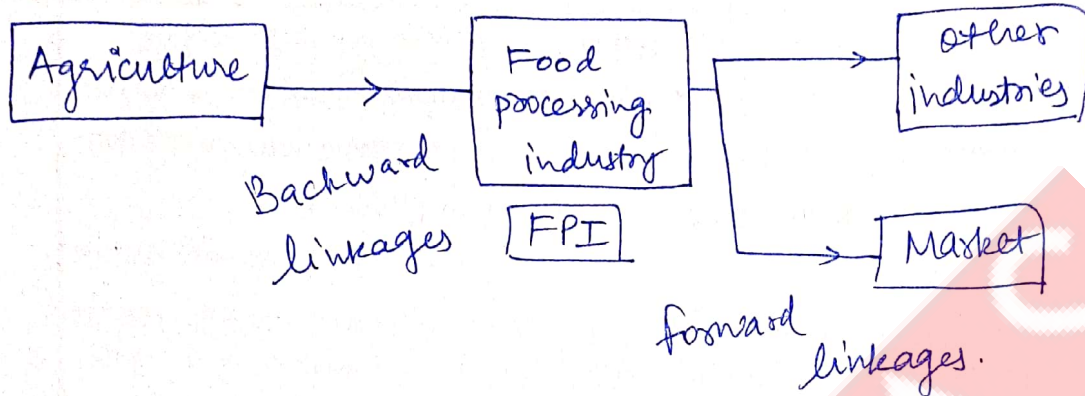 Agriculture
Backward
linkages
Food
processing
industry
FPI
other
industries
Market
forward
linkages.